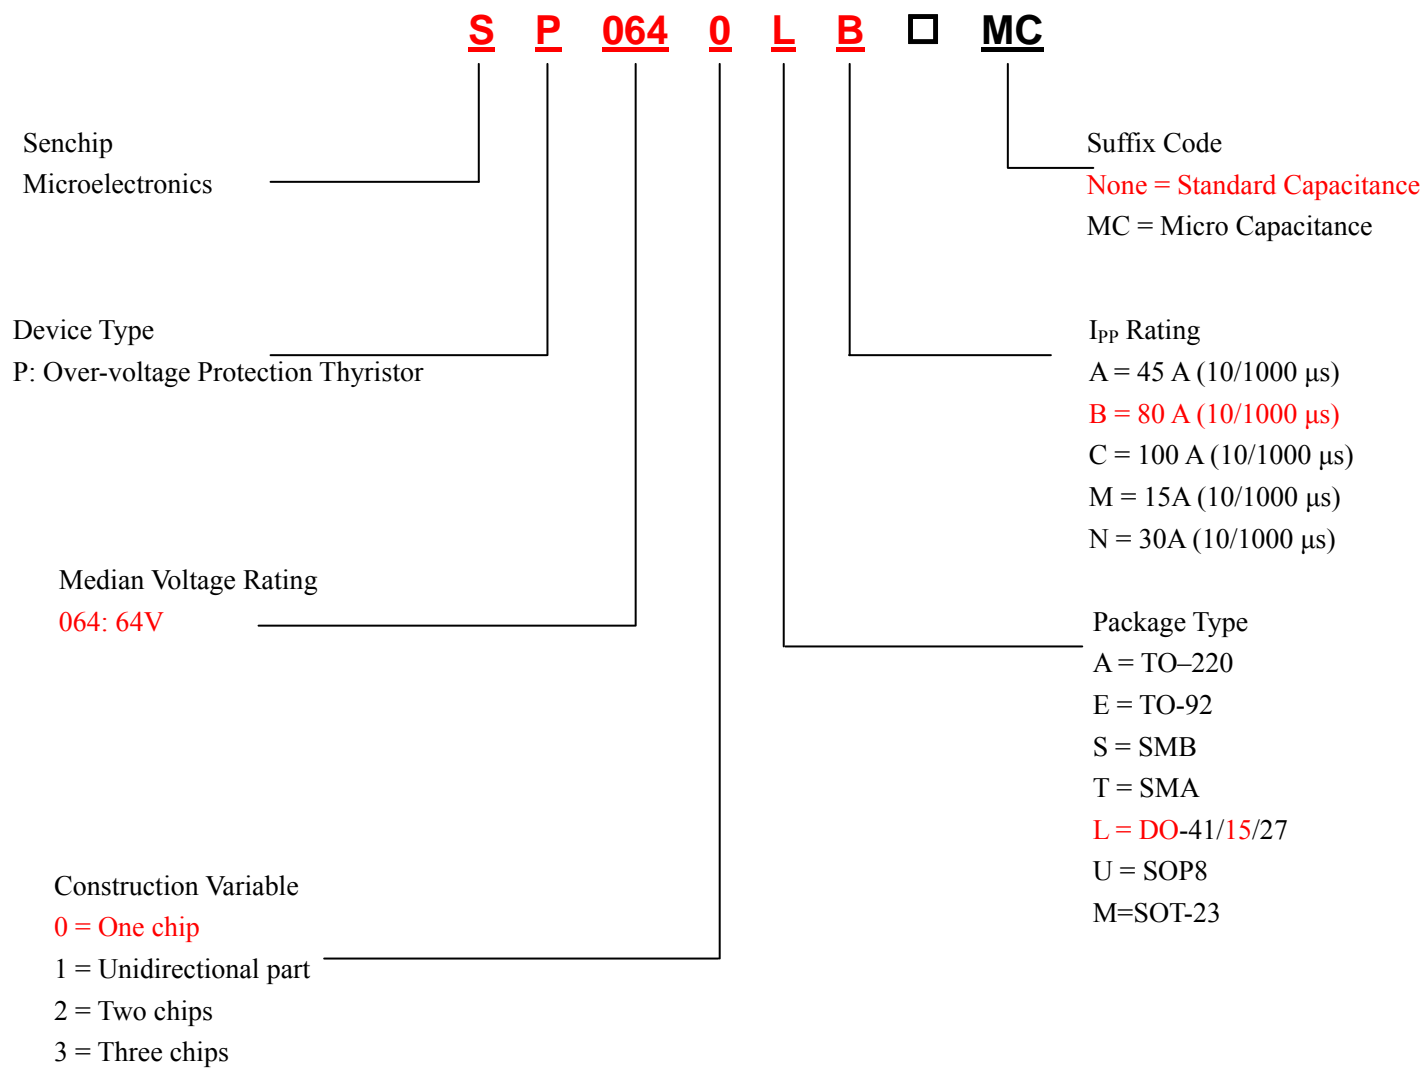 S P 064 0 L B □ MC
Senchip
Microelectronics
Suffix Code
None = Standard Capacitance
MC = Micro Capacitance
Device Type
P: Over-voltage Protection Thyristor
IPP Rating
A = 45 A (10/1000 μs)
B = 80 A (10/1000 μs)
C = 100 A (10/1000 μs)
M = 15A (10/1000 μs)
N = 30A (10/1000 μs)
Median Voltage Rating
064: 64V
Package Type
A = TO–220
E = TO-92
S = SMB
T = SMA
L = DO-41/15/27
U = SOP8
M=SOT-23
Construction Variable
0 = One chip
1 = Unidirectional part
2 = Two chips
3 = Three chips